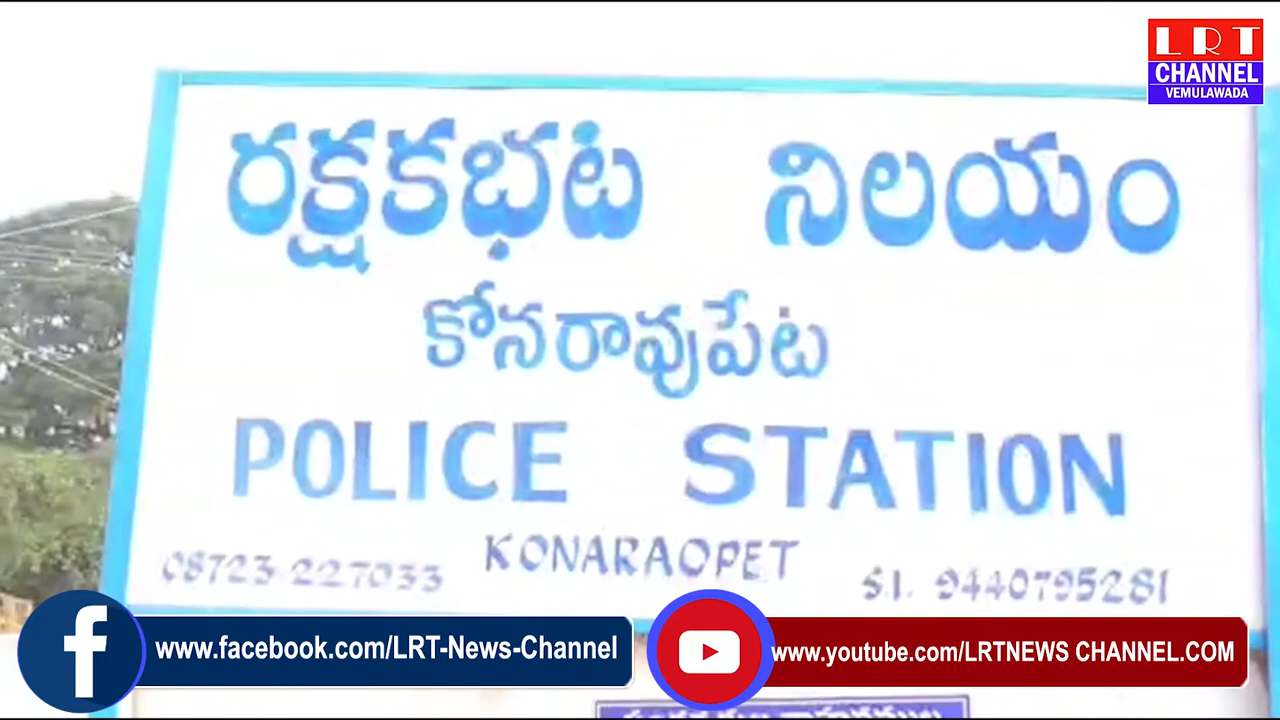 LRT
CHANNEL
VEMULAWADA
రక్షకభట నిలయం
కోనరావుపేట
POLICE STATION
KONARAOPET
08723-227033
S.I. 9440795281
www.facebook.com/LRT-News-Channel
www.youtube.com/LRTNEWS CHANNEL.COM